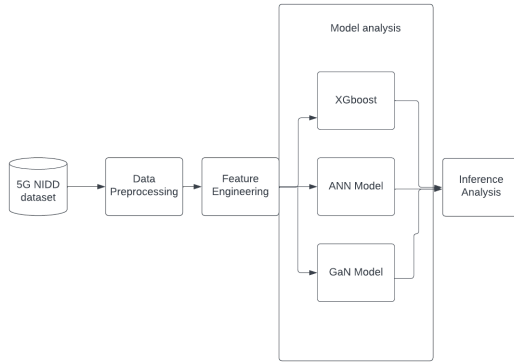 Model analysis
XGboost
5G NIDD
dataset
Data
Preprocessing
Feature
Engineering
ANN Model
Inference
Analysis
GaN Model